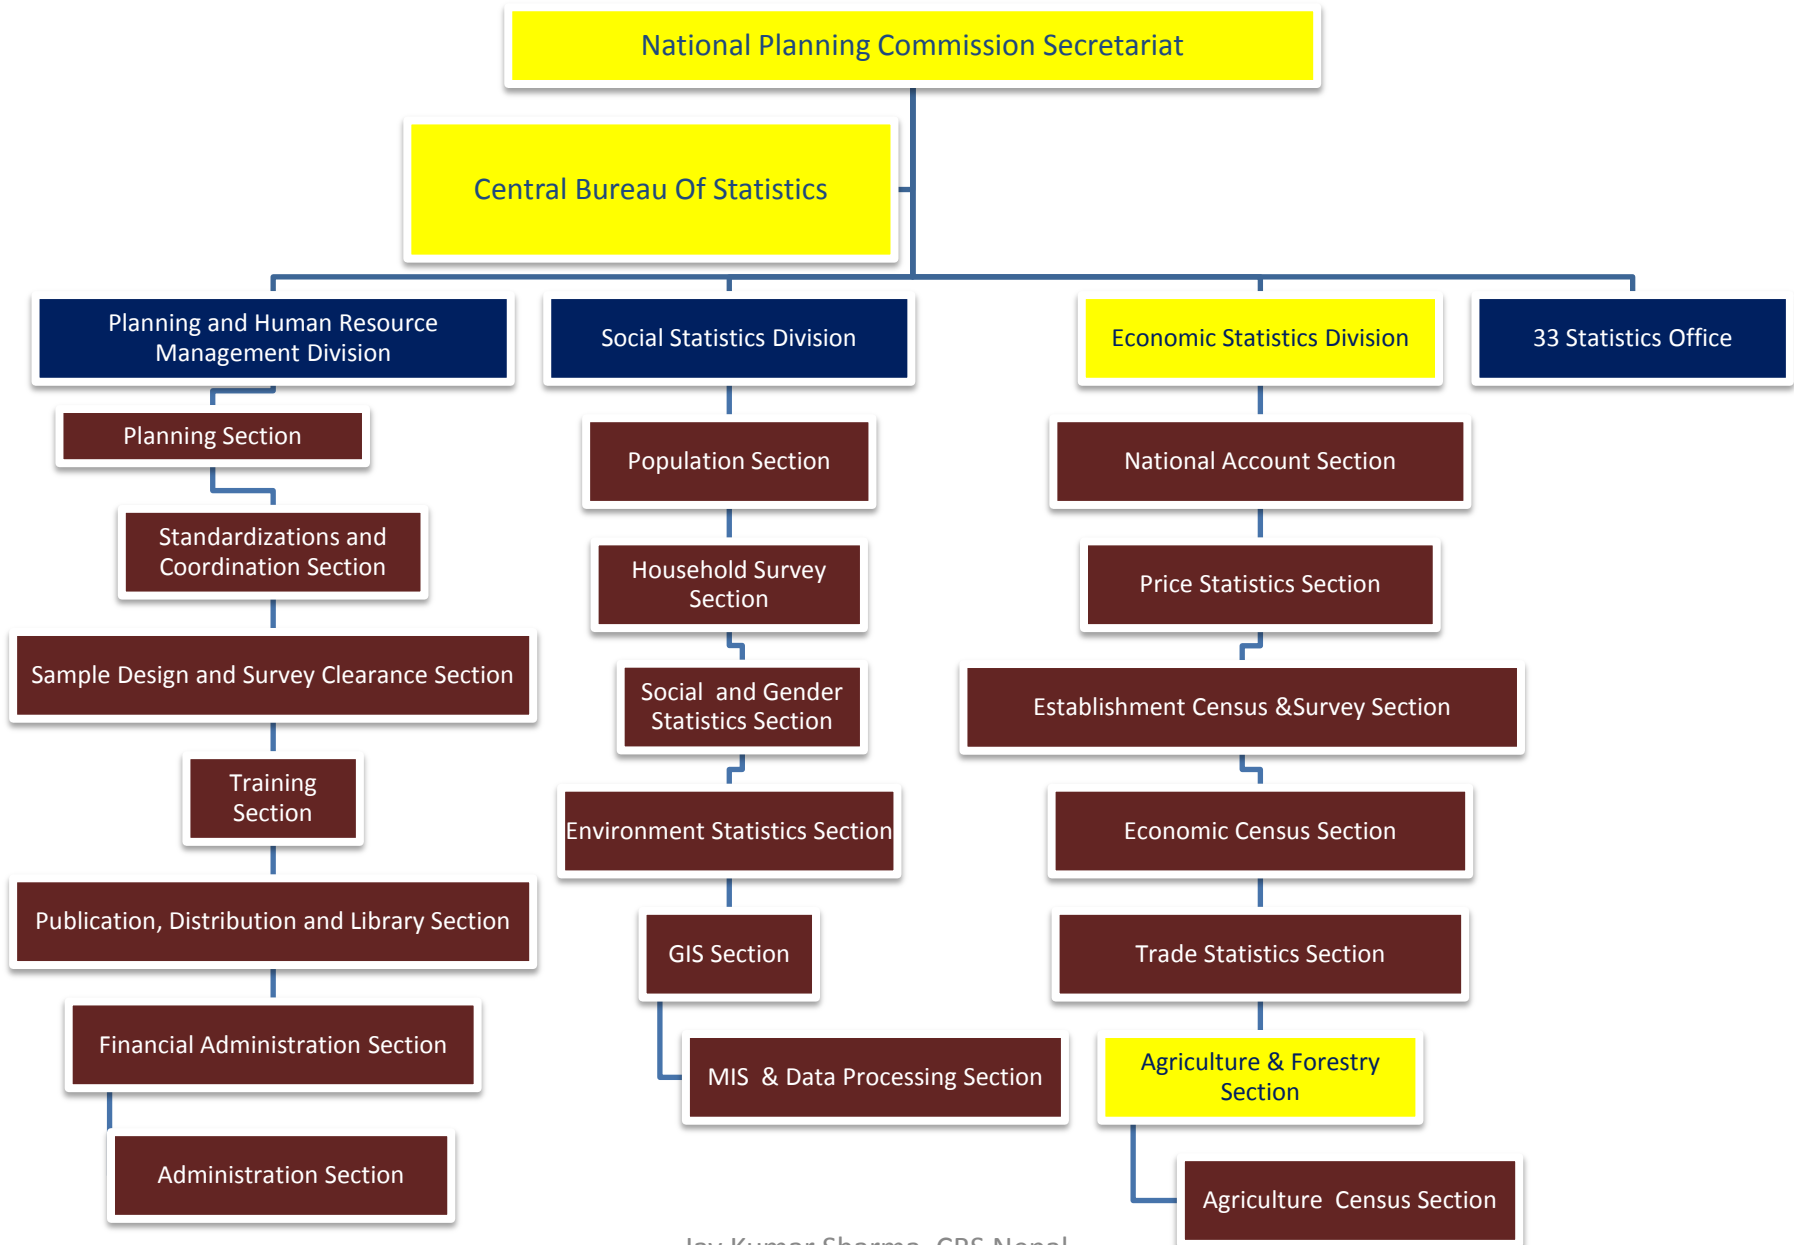 National Planning Commission Secretariat
Central Bureau Of Statistics
Planning and Human Resource
Management Division
Social Statistics Division
Economic Statistics Division
33 Statistics Office
Planning Section
Standardizations and
Coordination Section
Sample Design and Survey Clearance Section
Training
Section
Publication, Distribution and Library Section
Financial Administration Section
Administration Section
Population Section
Household Survey
Section
Social  and Gender
Statistics Section
Environment Statistics Section
GIS Section
MIS  & Data Processing Section
National Account Section
Price Statistics Section
Establishment Census &Survey Section
Economic Census Section
Trade Statistics Section
Agriculture & Forestry
Section
Agriculture  Census Section
Kumar Sharma, CBS Nepal